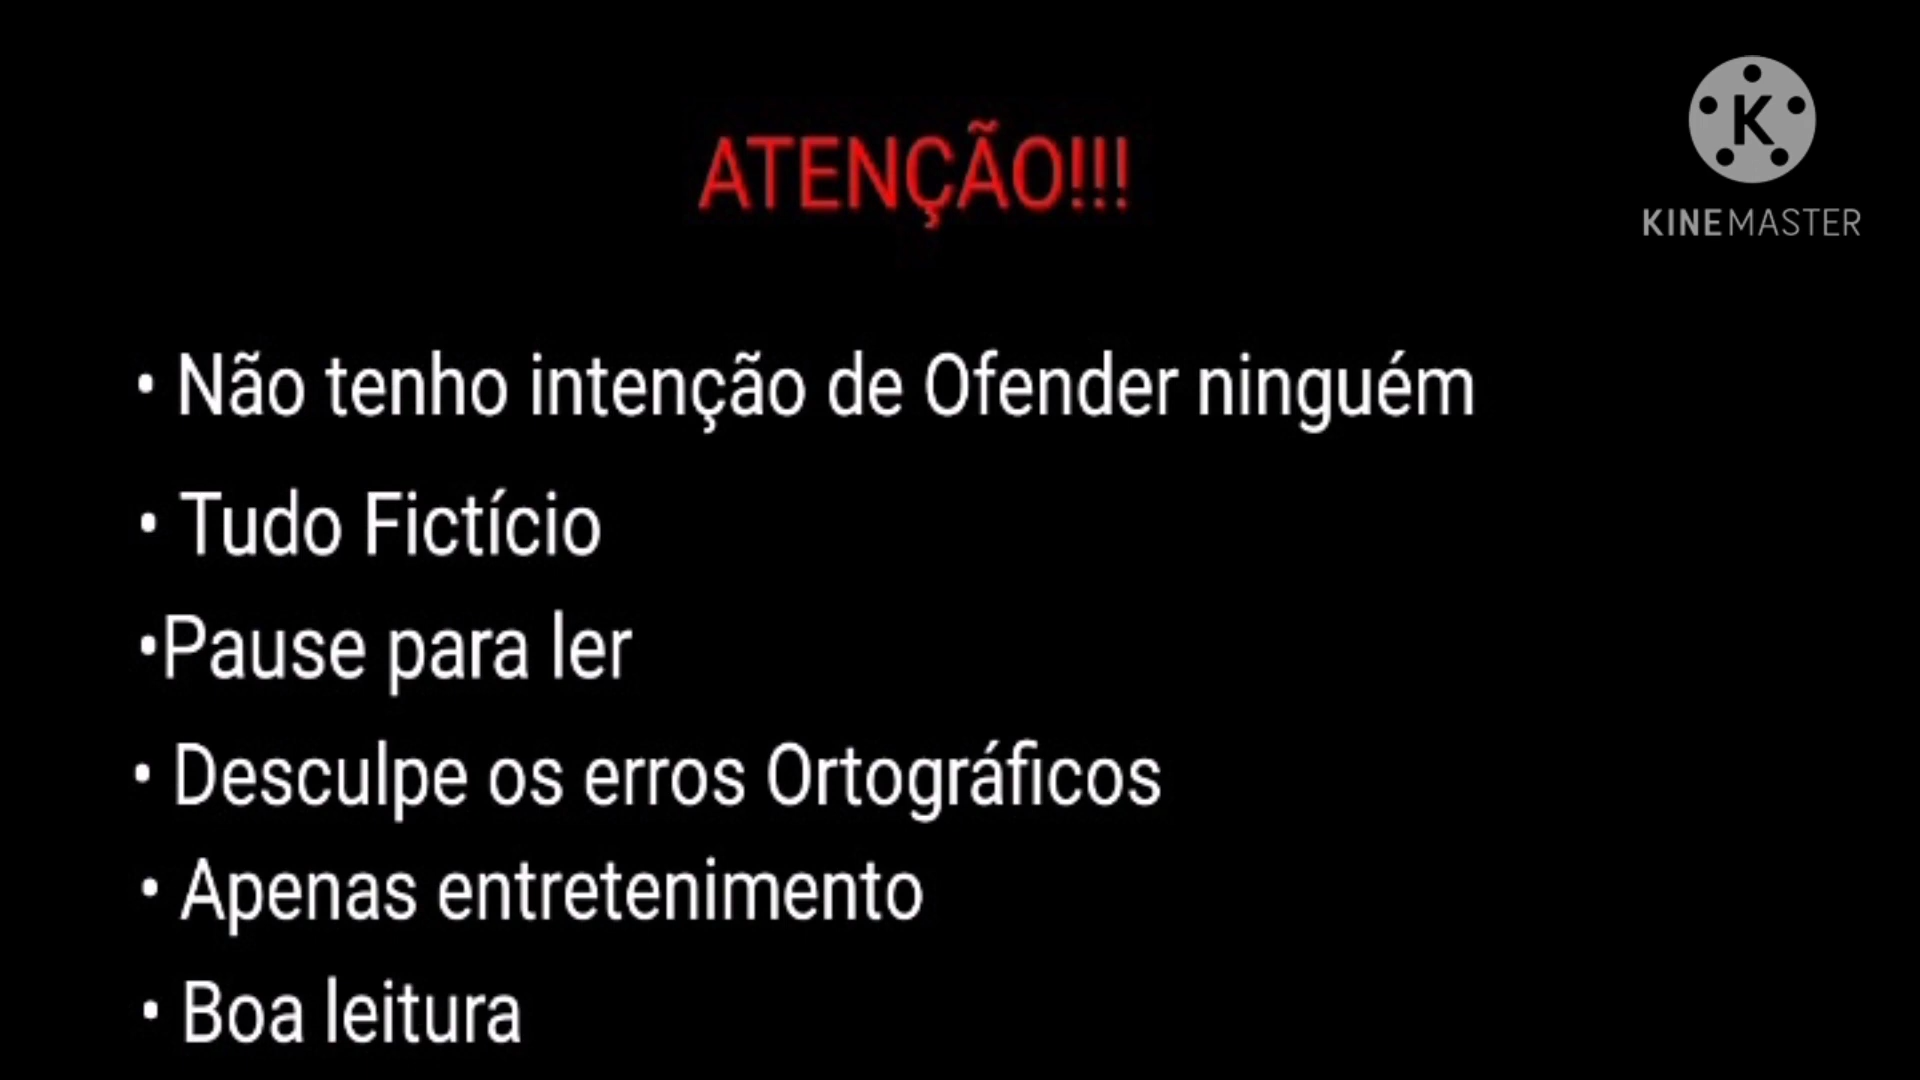 K
KINEMASTER
ATENÇÃO!!!
• Não tenho intenção de Ofender ninguém
• Tudo Fictício
•Pause para ler
• Desculpe os erros Ortográficos
• Apenas entretenimento
• Boa leitura